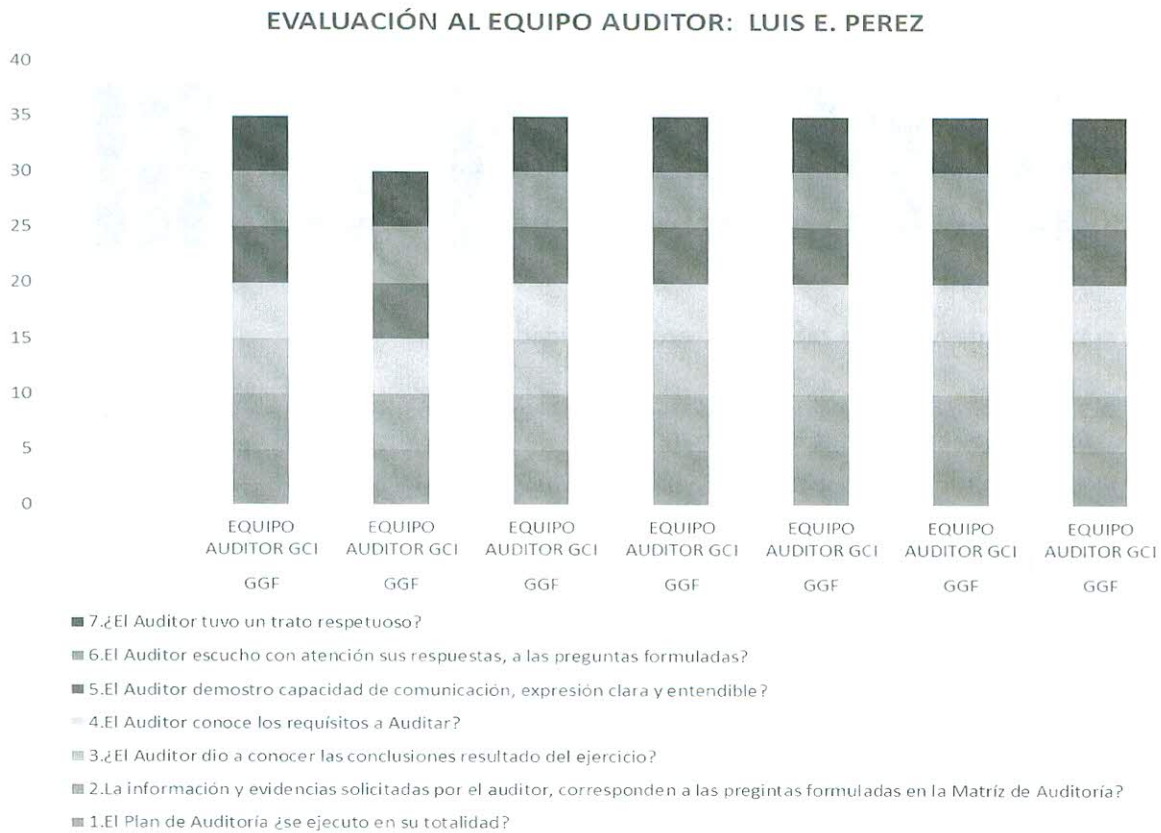 EVALUACIÓN AL EQUIPO AUDITOR: LUIS E. PEREZ
40
35
30
25
20
15
10
5
0
EQUIPO AUDITOR GCI GGF
EQUIPO AUDITOR GCI GGF
EQUIPO AUDITOR GCI GGF
EQUIPO AUDITOR GCI GGF
EQUIPO AUDITOR GCI GGF
EQUIPO AUDITOR GCI GGF
EQUIPO AUDITOR GCI GGF
7.¿El Auditor tuvo un trato respetuoso?
6.El Auditor escucho con atención sus respuestas, a las preguntas formuladas?
5.El Auditor demostro capacidad de comunicación, expresión clara y entendible?
4.El Auditor conoce los requísitos a Auditar?
3.¿El Auditor dio a conocer las conclusiones resultado del ejercicio?
2.La información y evidencias solicitadas por el auditor, corresponden a las pregintas formuladas en la Matríz de Auditoría?
1.El Plan de Auditoría ¿se ejecuto en su totalidad?